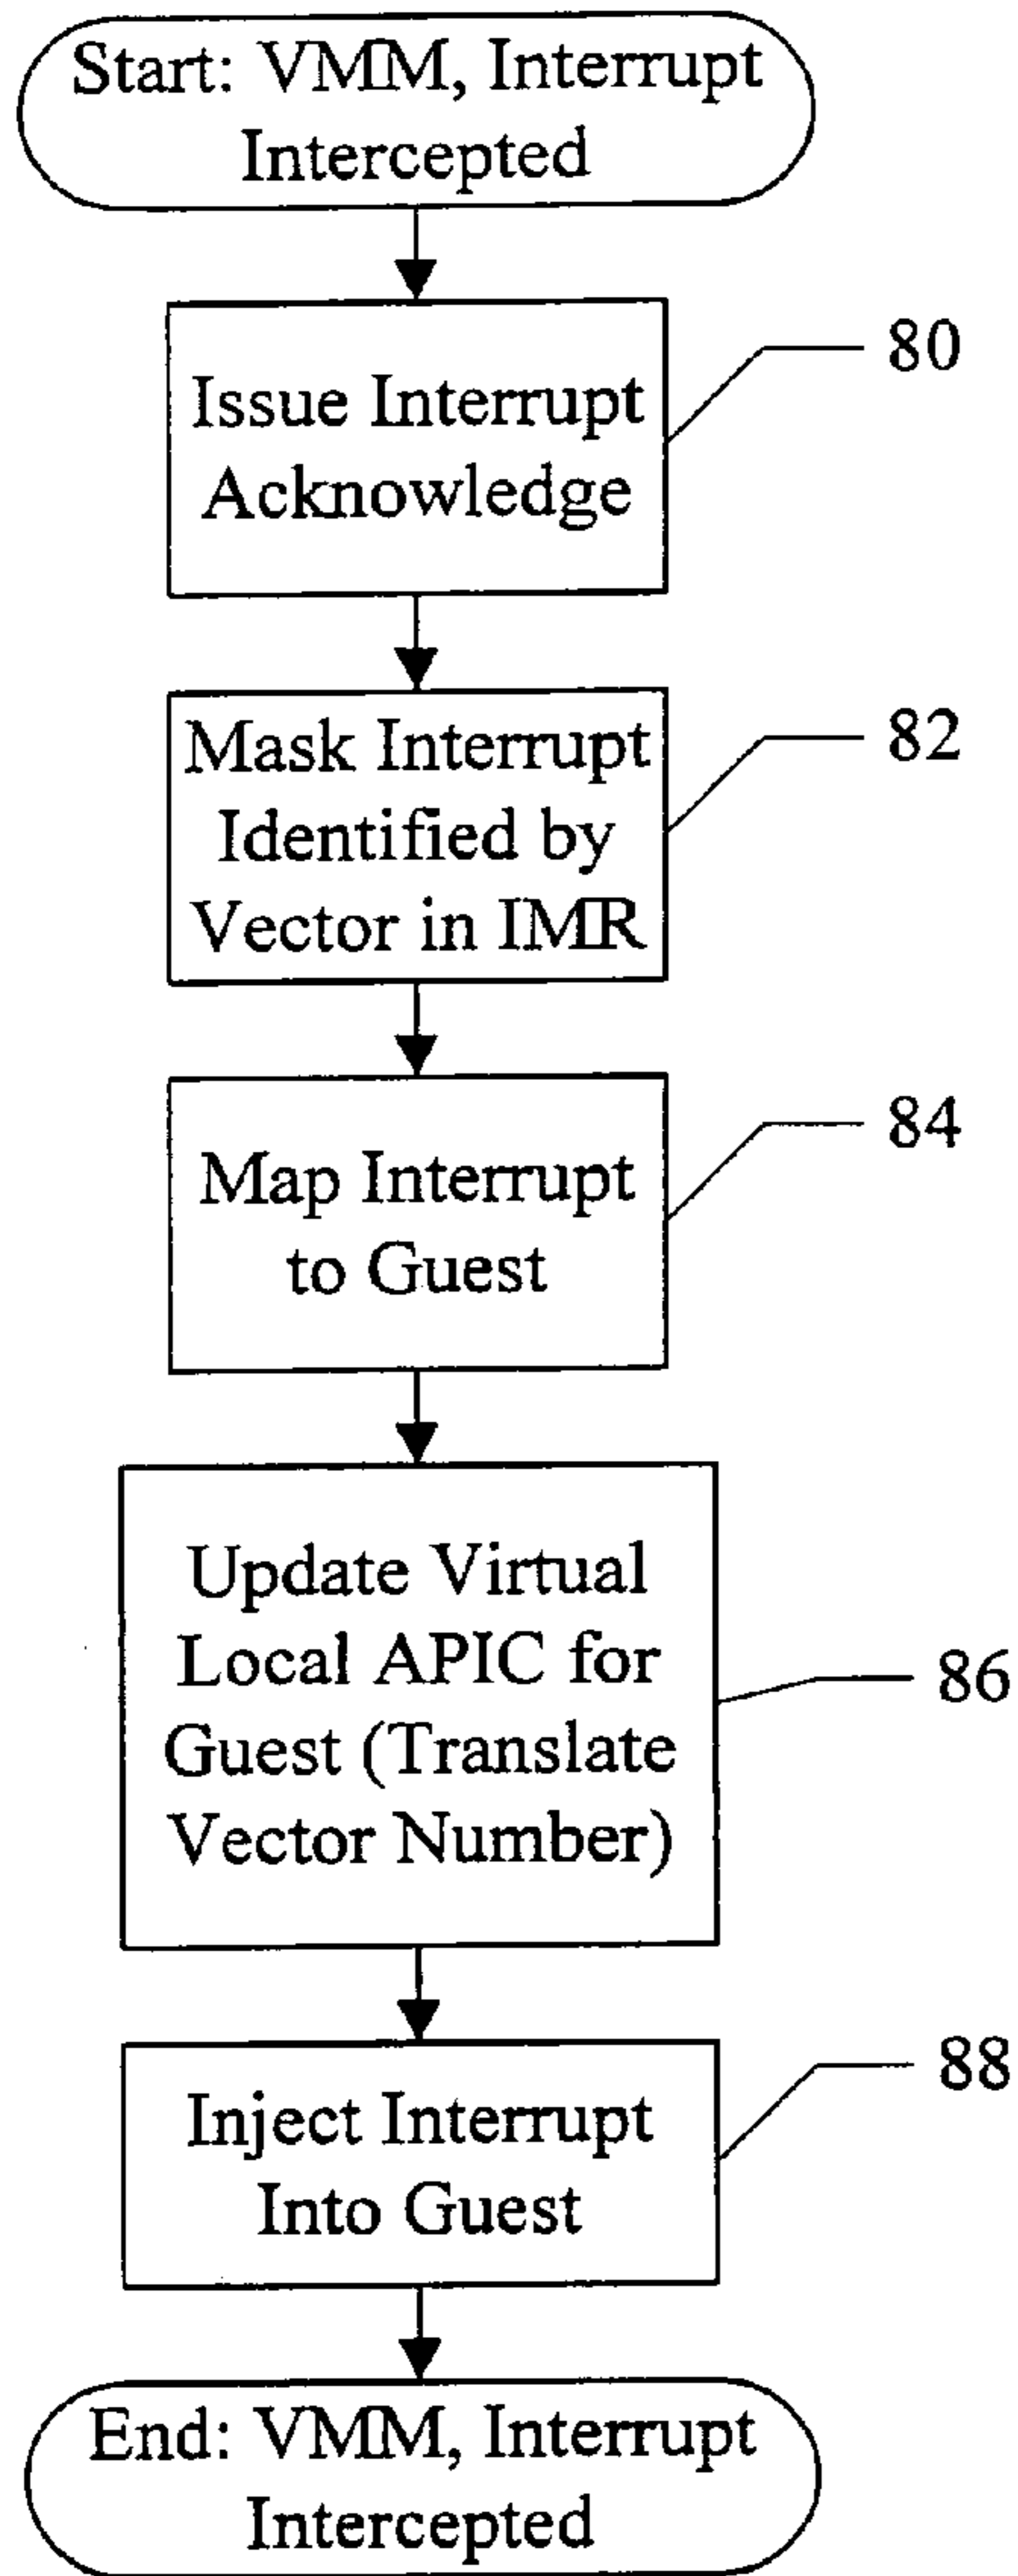 Start: VMM, Interrupt
Intercepted
80
Issue Interrupt
Acknowledge
82
Mask Interrupt
Identified by
Vector in IMR
84
Map Interrupt
to Guest
86
Update Virtual
Local APIC for
Guest (Translate
Vector Number)
88
Inject Interrupt
Into Guest
End: VMM, Interrupt
Intercepted